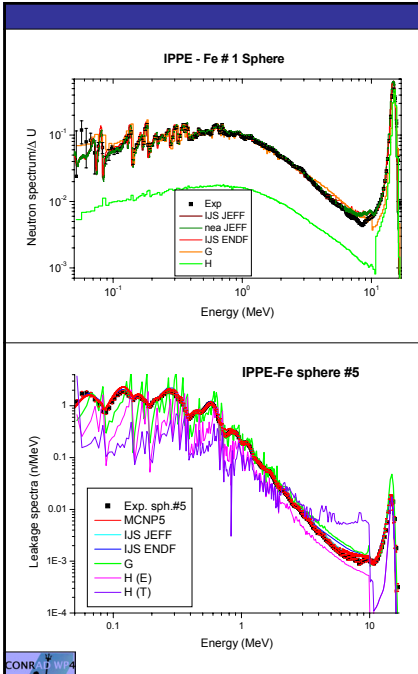 IPPE - Fe # 1 Sphere
Neutron spectrum/Δ U
10⁻¹
10⁻²
10⁻³
Exp
IJS JEFF
nea JEFF
IJS ENDF
G
H
10⁻¹
10⁰
10¹
Energy (MeV)
IPPE-Fe sphere #5
Leakage spectra (n/MeV)
1
0.1
0.01
1E-3
1E-4
Exp. sph.#5
MCNP5
IJS JEFF
IJS ENDF
G
H (E)
H (T)
0.1
1
10
Energy (MeV)
CONRAD WP4